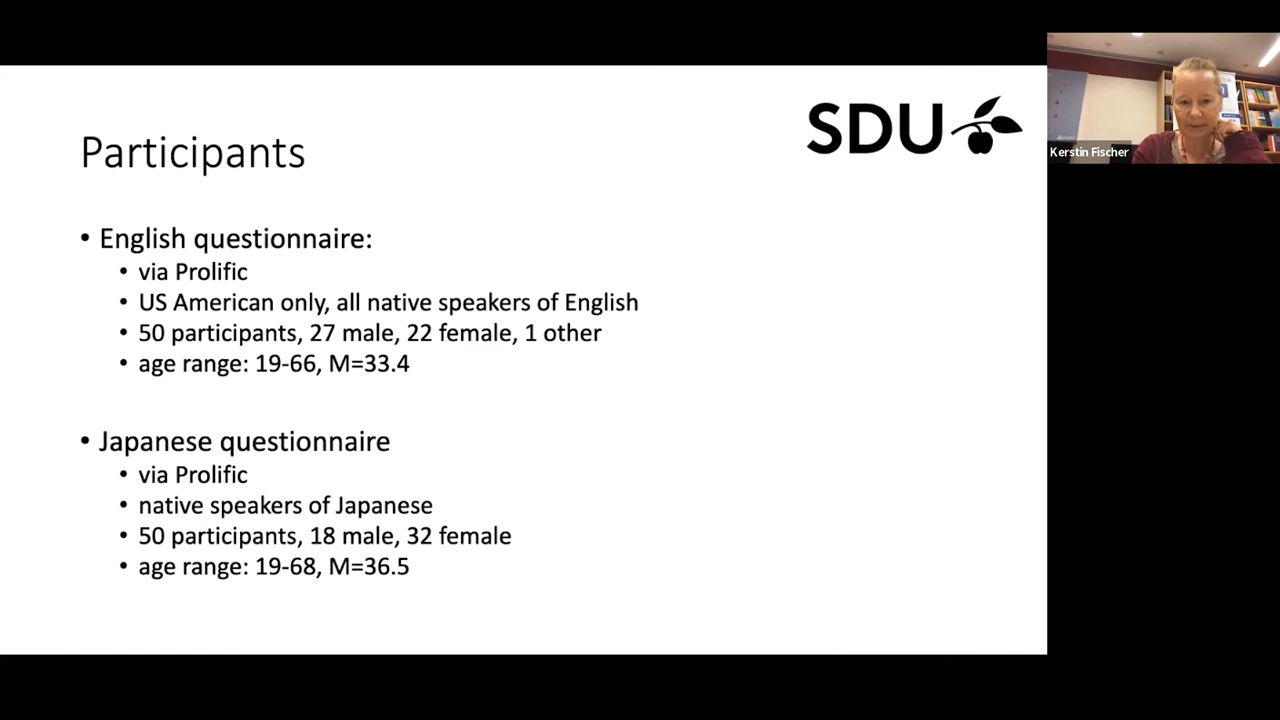 SDU
Participants
• English questionnaire:
• via Prolific
• US American only, all native speakers of English
• 50 participants, 27 male, 22 female, 1 other
• age range: 19-66, M=33.4
• Japanese questionnaire
• via Prolific
• native speakers of Japanese
• 50 participants, 18 male, 32 female
• age range: 19-68, M=36.5
Kerstin Fischer